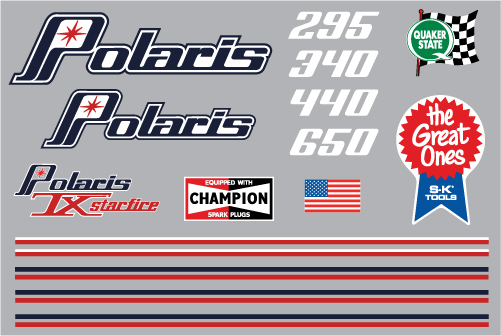 Polaris
Polaris
Polaris
TX starfire
295
340
440
650
QUAKER
STATE
the
Great
Ones
S-K
TOOLS
EQUIPPED WITH
CHAMPION
SPARK PLUGS